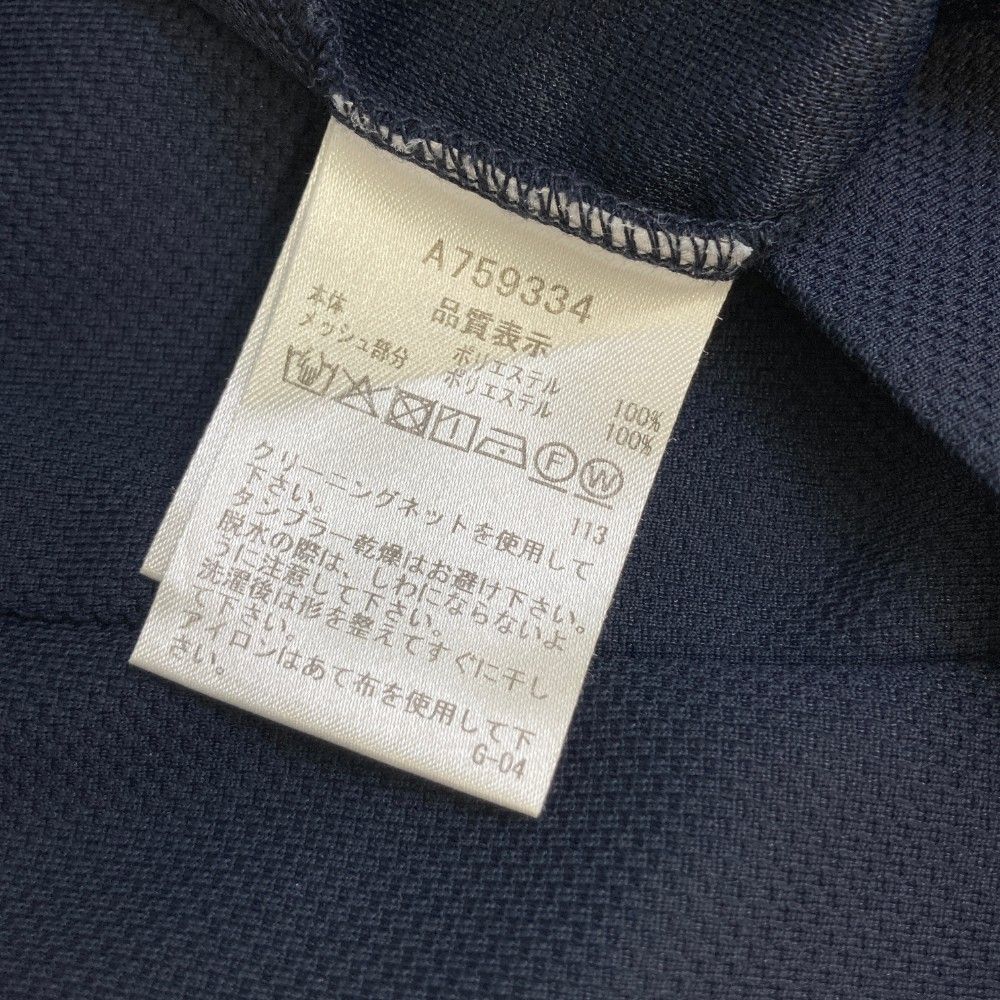 A759334
品質表示
本体 ポリエステル 100%
メッシュ部分 ポリエステル 100%
F W
113
クリーニングネットを使用して
下さい。
タンブラー乾燥はお避け下さい。
脱水の際は、しわにならないよ
うに注意して下さい。
洗濯後は形を整えてすぐに干し
て下さい。
アイロンはあて布を使用して下
さい。
G-04